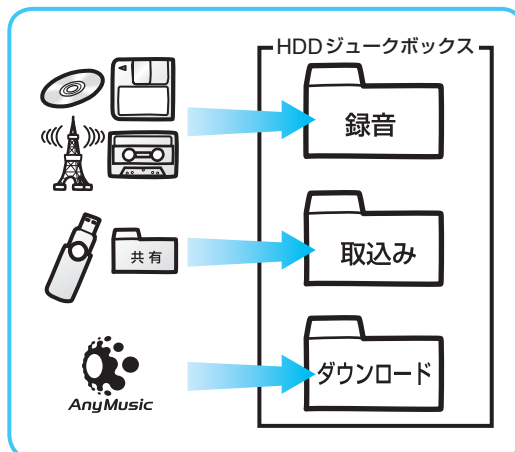 HDDジュークボックス
録音
共有
取込み
AnyMusic
ダウンロード